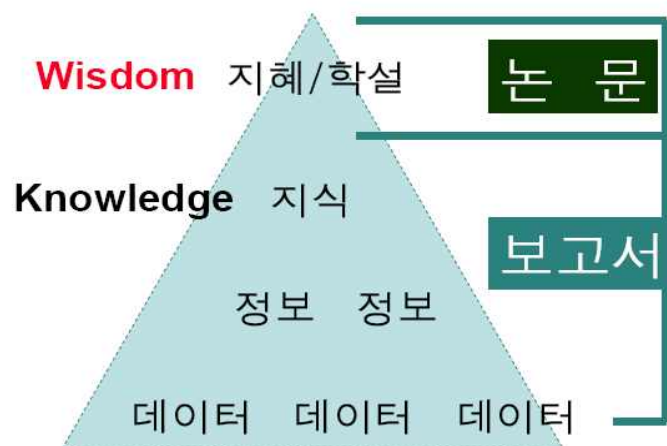 Wisdom 지혜/학설 논 문
Knowledge 지식
보고서
정보 정보
데이터 데이터 데이터